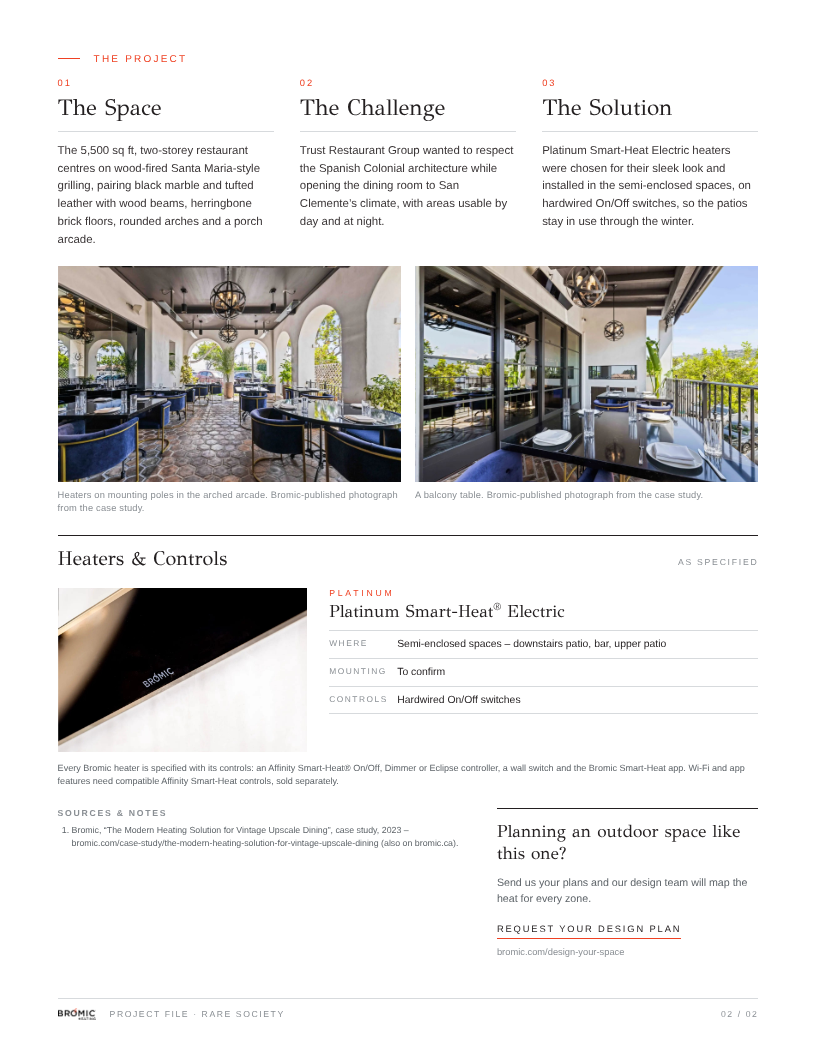 THE PROJECT
01
The Space
The 5,500 sq ft, two-storey restaurant
centres on wood-fired Santa Maria-style
grilling, pairing black marble and tufted
leather with wood beams, herringbone
brick floors, rounded arches and a porch
arcade.
02
The Challenge
Trust Restaurant Group wanted to respect
the Spanish Colonial architecture while
opening the dining room to San
Clemente’s climate, with areas usable by
day and at night.
03
The Solution
Platinum Smart-Heat Electric heaters
were chosen for their sleek look and
installed in the semi-enclosed spaces, on
hardwired On/Off switches, so the patios
stay in use through the winter.
Heaters on mounting poles in the arched arcade. Bromic-published photograph
from the case study.
A balcony table. Bromic-published photograph from the case study.
Heaters & Controls
AS SPECIFIED
BROMIC
PLATINUM
Platinum Smart-Heat® Electric
WHERE Semi-enclosed spaces – downstairs patio, bar, upper patio
MOUNTING To confirm
CONTROLS Hardwired On/Off switches
Every Bromic heater is specified with its controls: an Affinity Smart-Heat® On/Off, Dimmer or Eclipse controller, a wall switch and the Bromic Smart-Heat app. Wi-Fi and app
features need compatible Affinity Smart-Heat controls, sold separately.
SOURCES & NOTES
1. Bromic, “The Modern Heating Solution for Vintage Upscale Dining”, case study, 2023 –
bromic.com/case-study/the-modern-heating-solution-for-vintage-upscale-dining (also on bromic.ca).
Planning an outdoor space like
this one?
Send us your plans and our design team will map the
heat for every zone.
REQUEST YOUR DESIGN PLAN
bromic.com/design-your-space
BROMIC HEATING PROJECT FILE · RARE SOCIETY
02 / 02